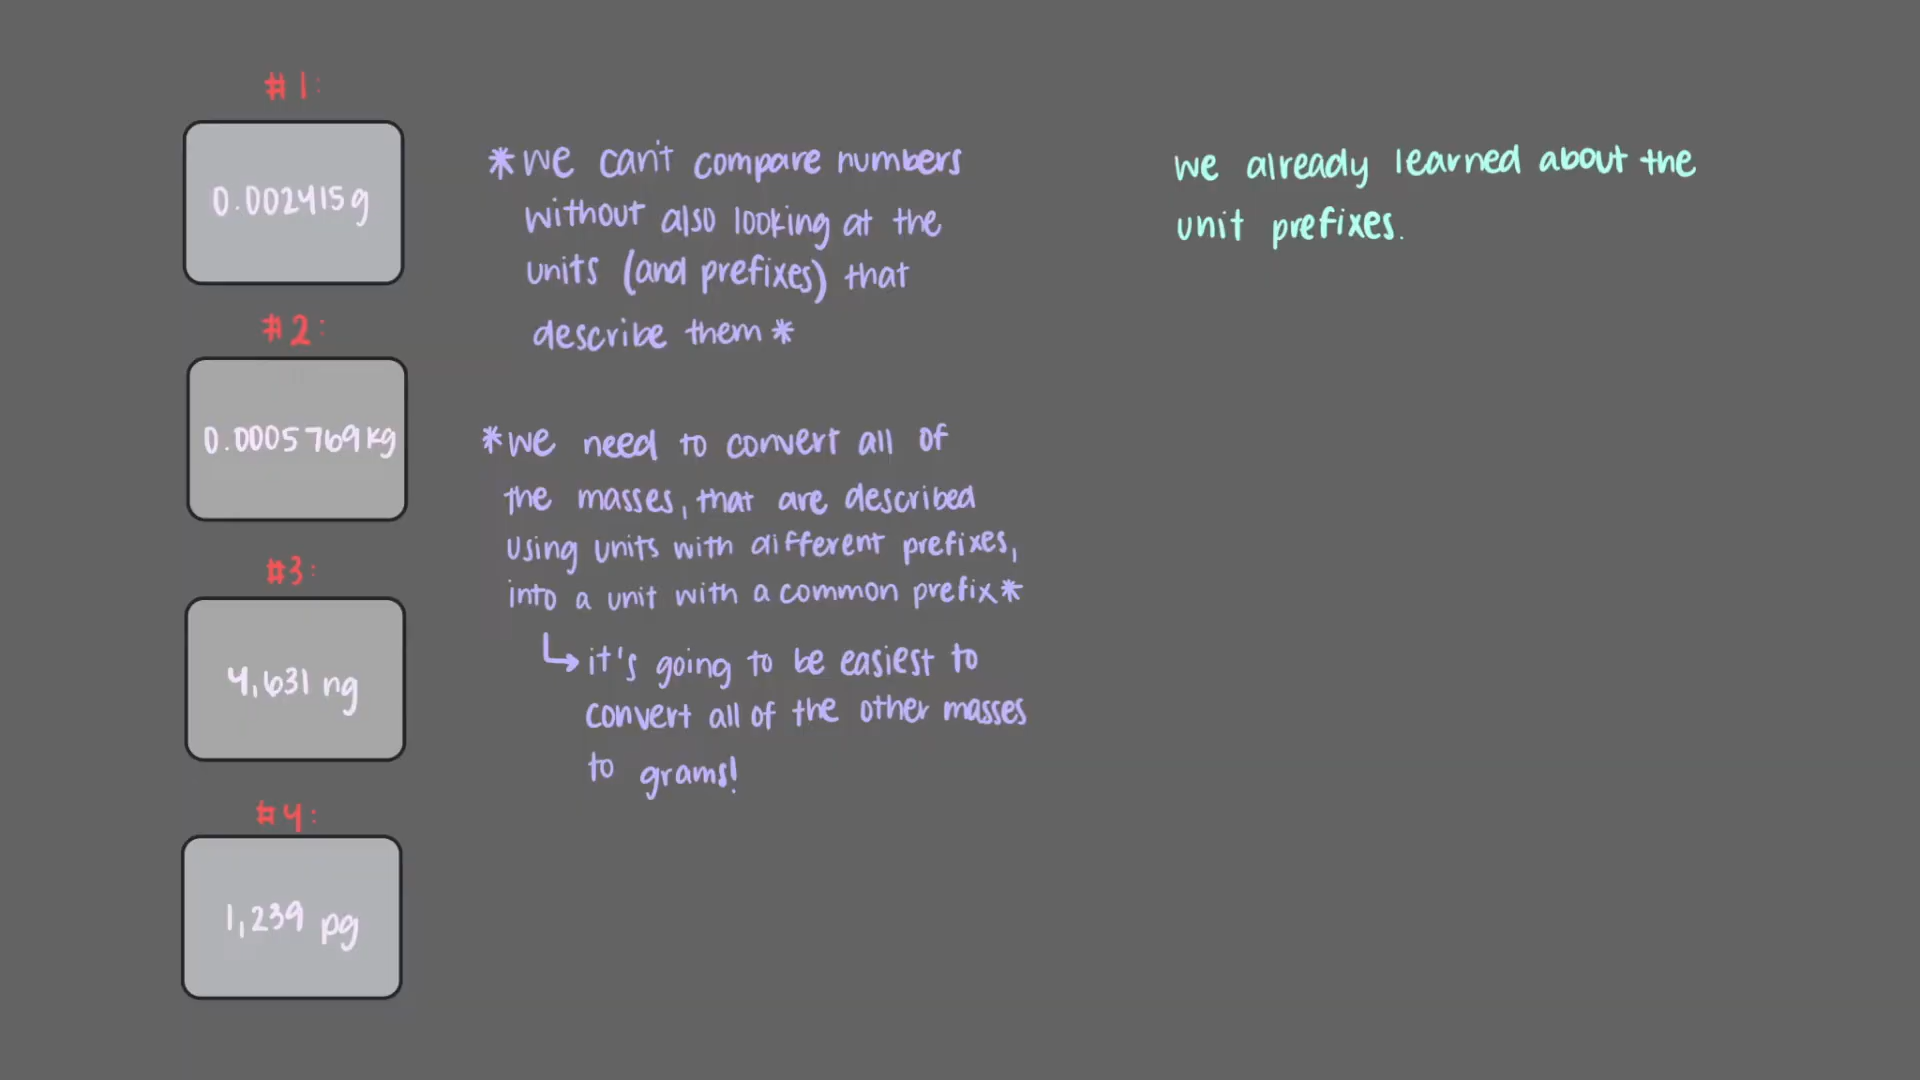 #1:
0.002415g
#2:
0.0005769kg
#3:
4,631 ng
#4:
1,239 pg
*we can't compare numbers
without also looking at the
units (and prefixes) that
describe them*
*we need to convert all of
the masses, that are described
using units with different prefixes,
into a unit with a common prefix*
↳it's going to be easiest to
convert all of the other masses
to grams!
we already learned about the
unit prefixes.